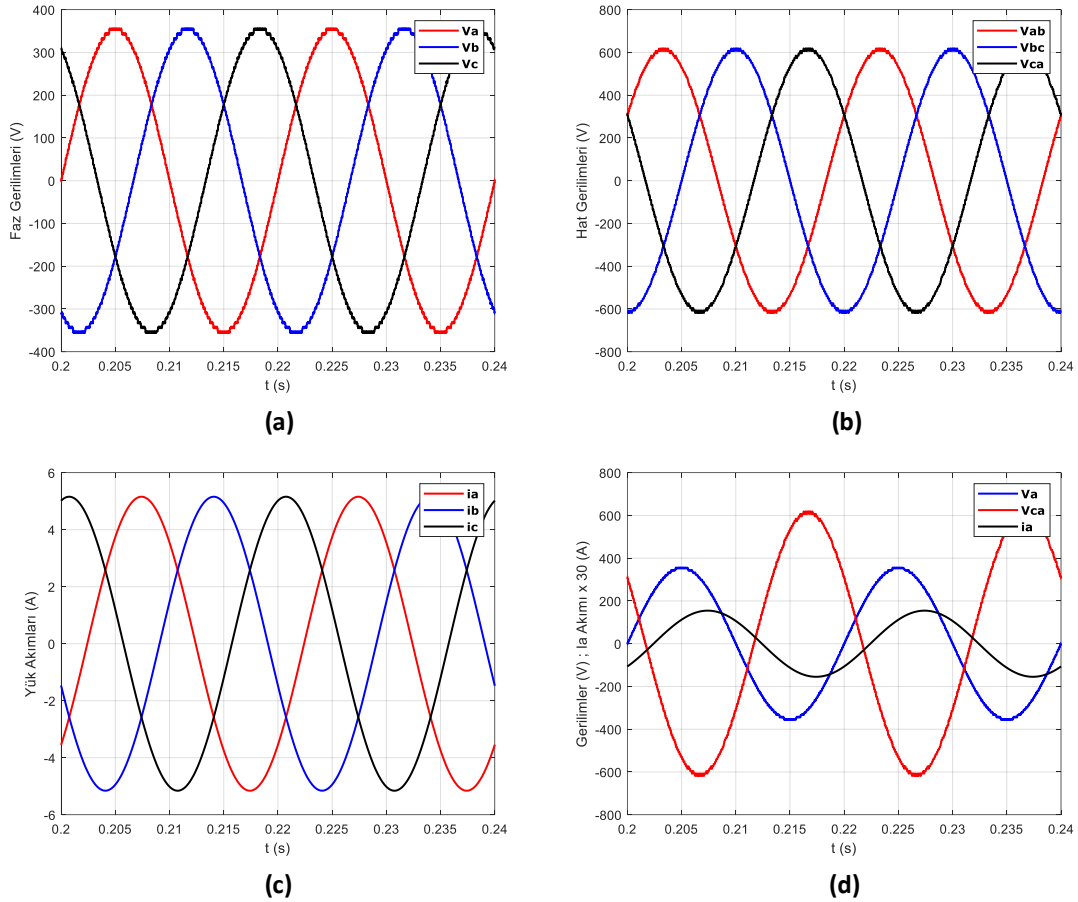 400
300
200
100
0
-100
-200
-300
-400
Faz Gerilimleri (V)
Va
Vb
Vc
0.2 0.205 0.21 0.215 0.22 0.225 0.23 0.235 0.24
t (s)
(a)
800
600
400
200
0
-200
-400
-600
-800
Hat Gerilimleri (V)
Vab
Vbc
Vca
0.2 0.205 0.21 0.215 0.22 0.225 0.23 0.235 0.24
t (s)
(b)
6
4
2
0
-2
-4
-6
Yük Akımları (A)
ia
ib
ic
0.2 0.205 0.21 0.215 0.22 0.225 0.23 0.235 0.24
t (s)
(c)
800
600
400
200
0
-200
-400
-600
-800
Gerilimler (V) ; Ia Akımı x 30 (A)
Va
Vca
ia
0.2 0.205 0.21 0.215 0.22 0.225 0.23 0.235 0.24
t (s)
(d)